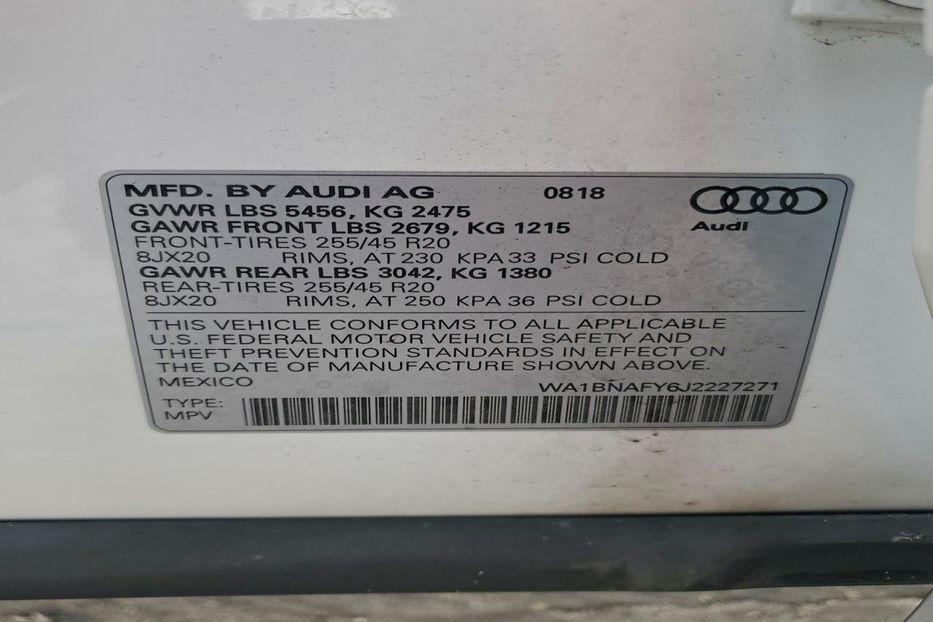 MFD. BY AUDI AG 0818
GVWR LBS 5456, KG 2475
GAWR FRONT LBS 2679, KG 1215
Audi
FRONT-TIRES 255/45 R20
8JX20 RIMS, AT 230 KPA 33 PSI COLD
GAWR REAR LBS 3042, KG 1380
REAR-TIRES 255/45 R20
8JX20 RIMS, AT 250 KPA 36 PSI COLD
THIS VEHICLE CONFORMS TO ALL APPLICABLE
U.S. FEDERAL MOTOR VEHICLE SAFETY AND
THEFT PREVENTION STANDARDS IN EFFECT ON
THE DATE OF MANUFACTURE SHOWN ABOVE.
MEXICO WA1BNAFY6J2227271
TYPE:
MPV